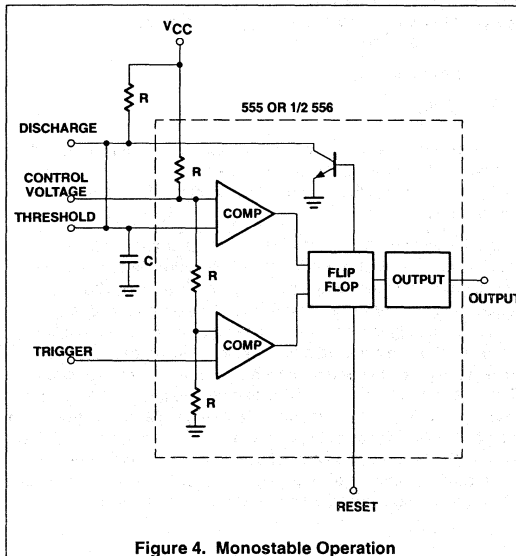 VCC
R
555 OR 1/2 556
DISCHARGE
R
CONTROL
VOLTAGE
R
COMP
THRESHOLD
C
R
FLIP
FLOP
OUTPUT
OUTPUT
COMP
TRIGGER
R
RESET
Figure 4. Monostable Operation